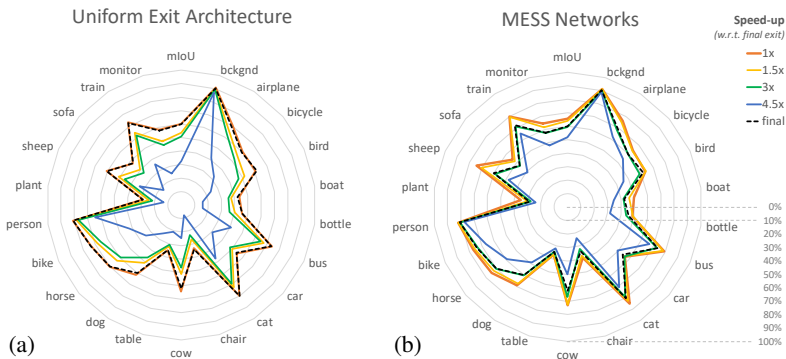 Uniform Exit Architecture
mIoU
bckgnd
airplane
bicycle
bird
boat
bottle
bus
car
cat
chair
cow
table
dog
horse
bike
person
plant
sheep
sofa
train
monitor
(a)
MESS Networks
mIoU
bckgnd
airplane
bicycle
bird
boat
bottle
bus
car
cat
chair
cow
table
dog
horse
bike
person
plant
sheep
sofa
train
monitor
(b)
Speed-up
(w.r.t. final exit)
1x
1.5x
3x
4.5x
final
0%
10%
20%
30%
40%
50%
60%
70%
80%
90%
100%